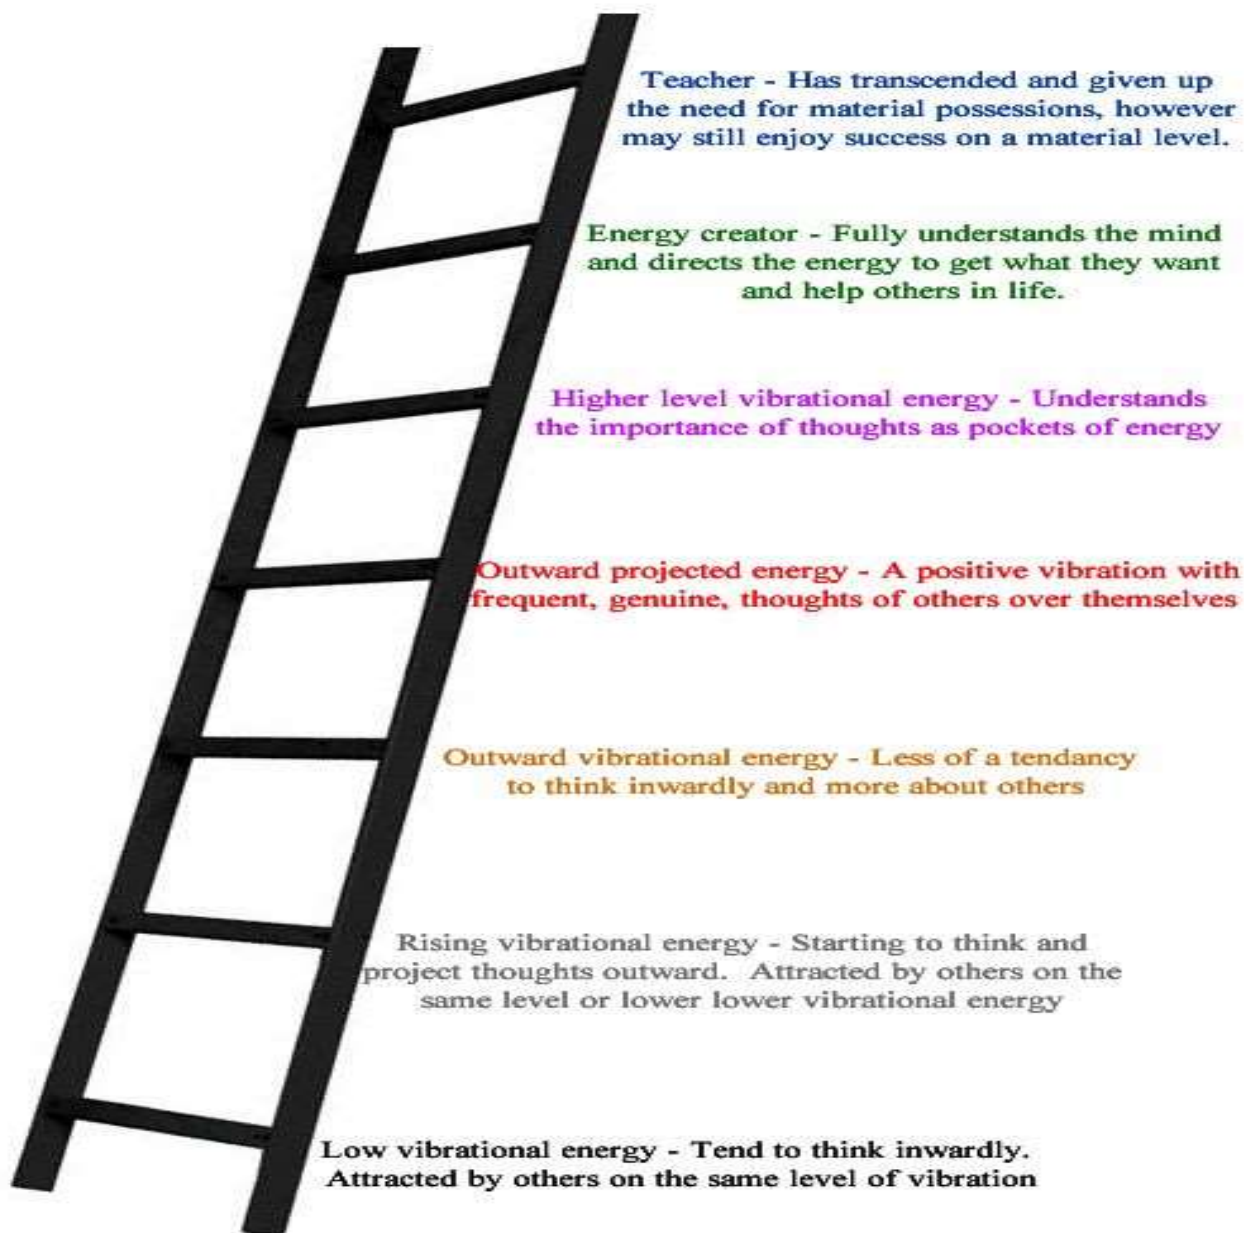 Teacher - Has transcended and given up
the need for material possessions, however
may still enjoy success on a material level.
Energy creator - Fully understands the mind
and directs the energy to get what they want
and help others in life.
Higher level vibrational energy - Understands
the importance of thoughts as pockets of energy
Outward projected energy - A positive vibration with
frequent, genuine, thoughts of others over themselves
Outward vibrational energy - Less of a tendancy
to think inwardly and more about others
Rising vibrational energy - Starting to think and
project thoughts outward.  Attracted by others on the
same level or lower lower vibrational energy
Low vibrational energy - Tend to think inwardly.
Attracted by others on the same level of vibration